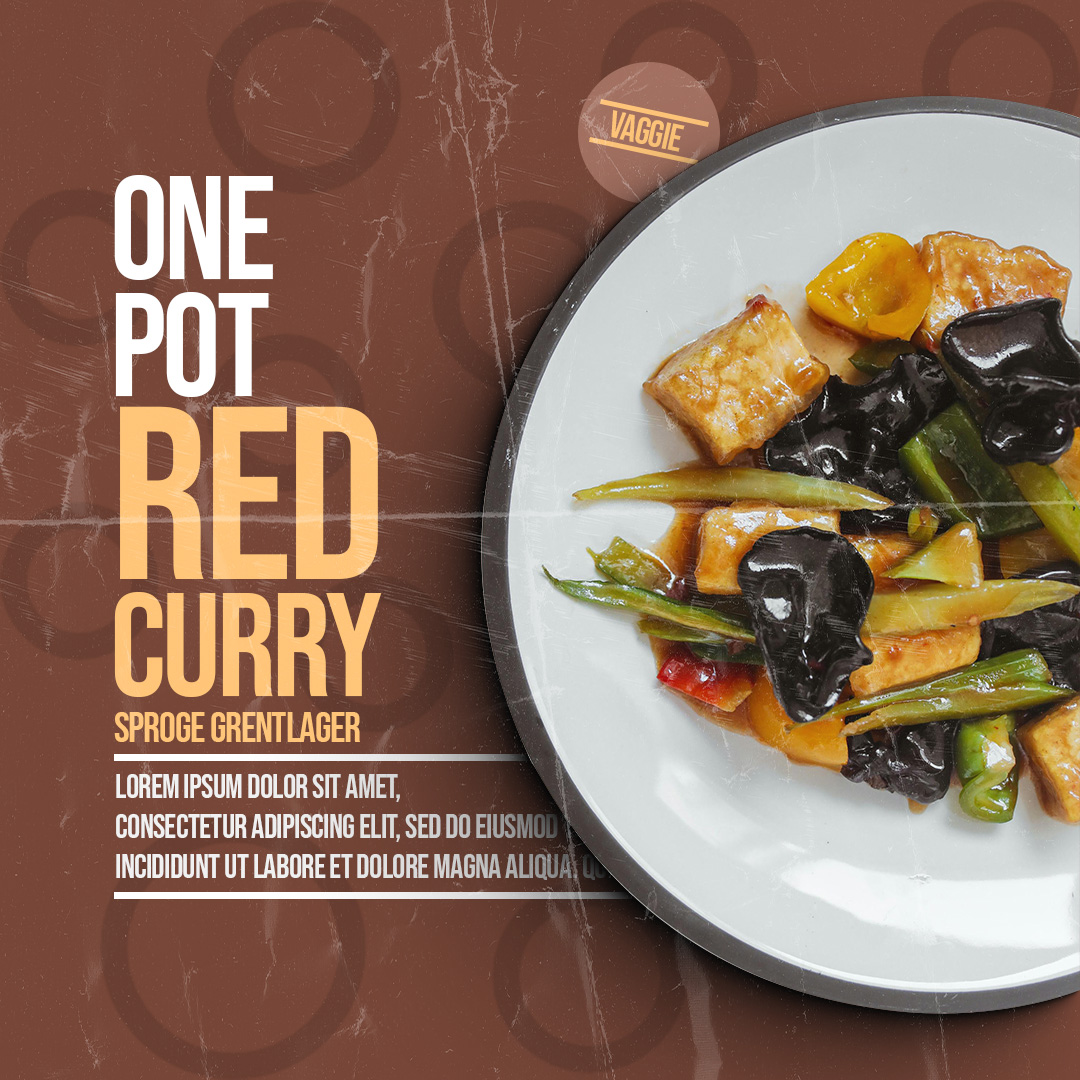 VAGGIE
ONE
POT
RED
CURRY
SPROGE GRENTLAGER
LOREM IPSUM DOLOR SIT AMET,
CONSECTETUR ADIPISCING ELIT, SED DO EIUSMOD
INCIDIDUNT UT LABORE ET DOLORE MAGNA ALIQUA.